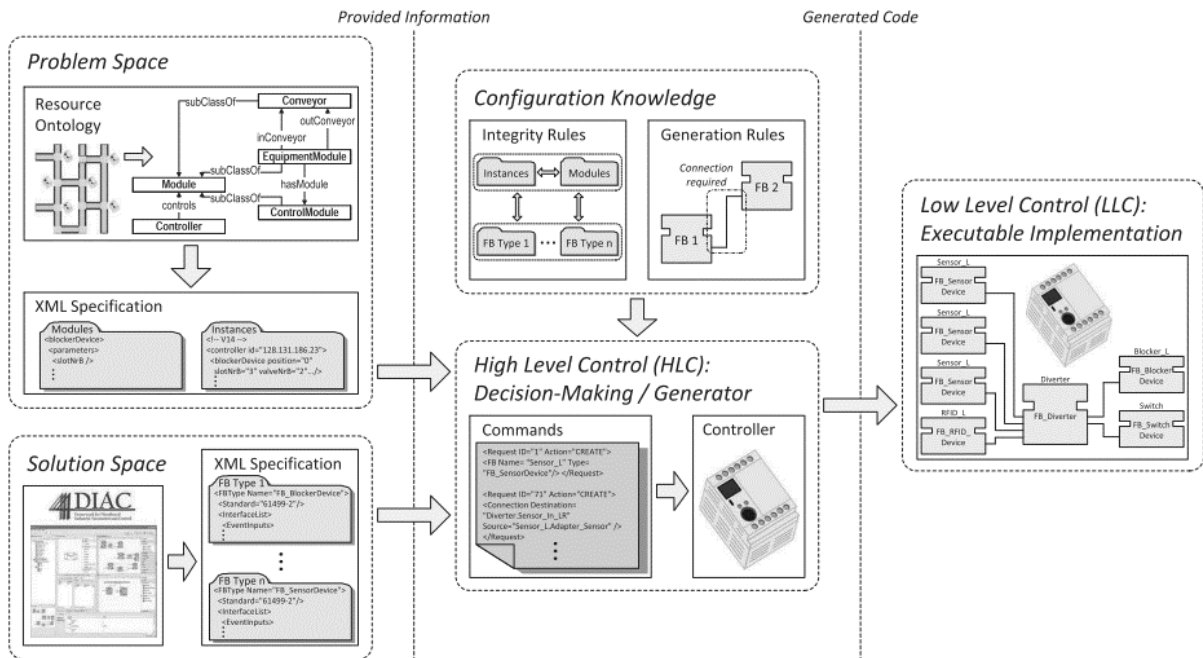 Provided Information
Generated Code
Problem Space
Resource
Ontology
subClassOf
Conveyor
outConveyor
inConveyor
EquipmentModule
subClassOf
Module
hasModule
subClassOf
controls
ControlModule
Controller
XML Specification
Modules
<blockerDevice>
<parameters>
<slotNrB />
⋮
Instances
<!-- V14 -->
<controller id="128.131.186.23">
<blockerDevice position="0"
slotNrB="3" valveNrB="2".../>
⋮
Solution Space
4DIAC
XML Specification
FB Type 1
<FBType Name="FB_BlockerDevice">
<Standard="61499-2"/>
<InterfaceList>
<EventInputs>
⋮
⋮
FB Type n
<FBType Name="FB_SensorDevice">
<Standard="61499-2"/>
<InterfaceList>
<EventInputs>
⋮
Configuration Knowledge
Integrity Rules
Instances
Modules
FB Type 1
•••
FB Type n
Generation Rules
Connection
required
FB 2
FB 1
High Level Control (HLC):
Decision-Making / Generator
Commands
<Request ID="1" Action="CREATE">
<FB Name= "Sensor_L" Type=
"FB_SensorDevice"/> </Request>
<Request ID="71" Action="CREATE">
<Connection Destination=
"Diverter.Sensor_In_LR"
Source="Sensor_L.Adapter_Sensor" />
</Request>
⋮
Controller
Low Level Control (LLC):
Executable Implementation
Sensor_L
FB_Sensor
Device
Sensor_L
FB_Sensor
Device
Sensor_L
FB_Sensor
Device
RFID_L
FB_RFID_
Device
Diverter
FB_Diverter
Blocker_L
FB_Blocker
Device
Switch
FB_Switch
Device